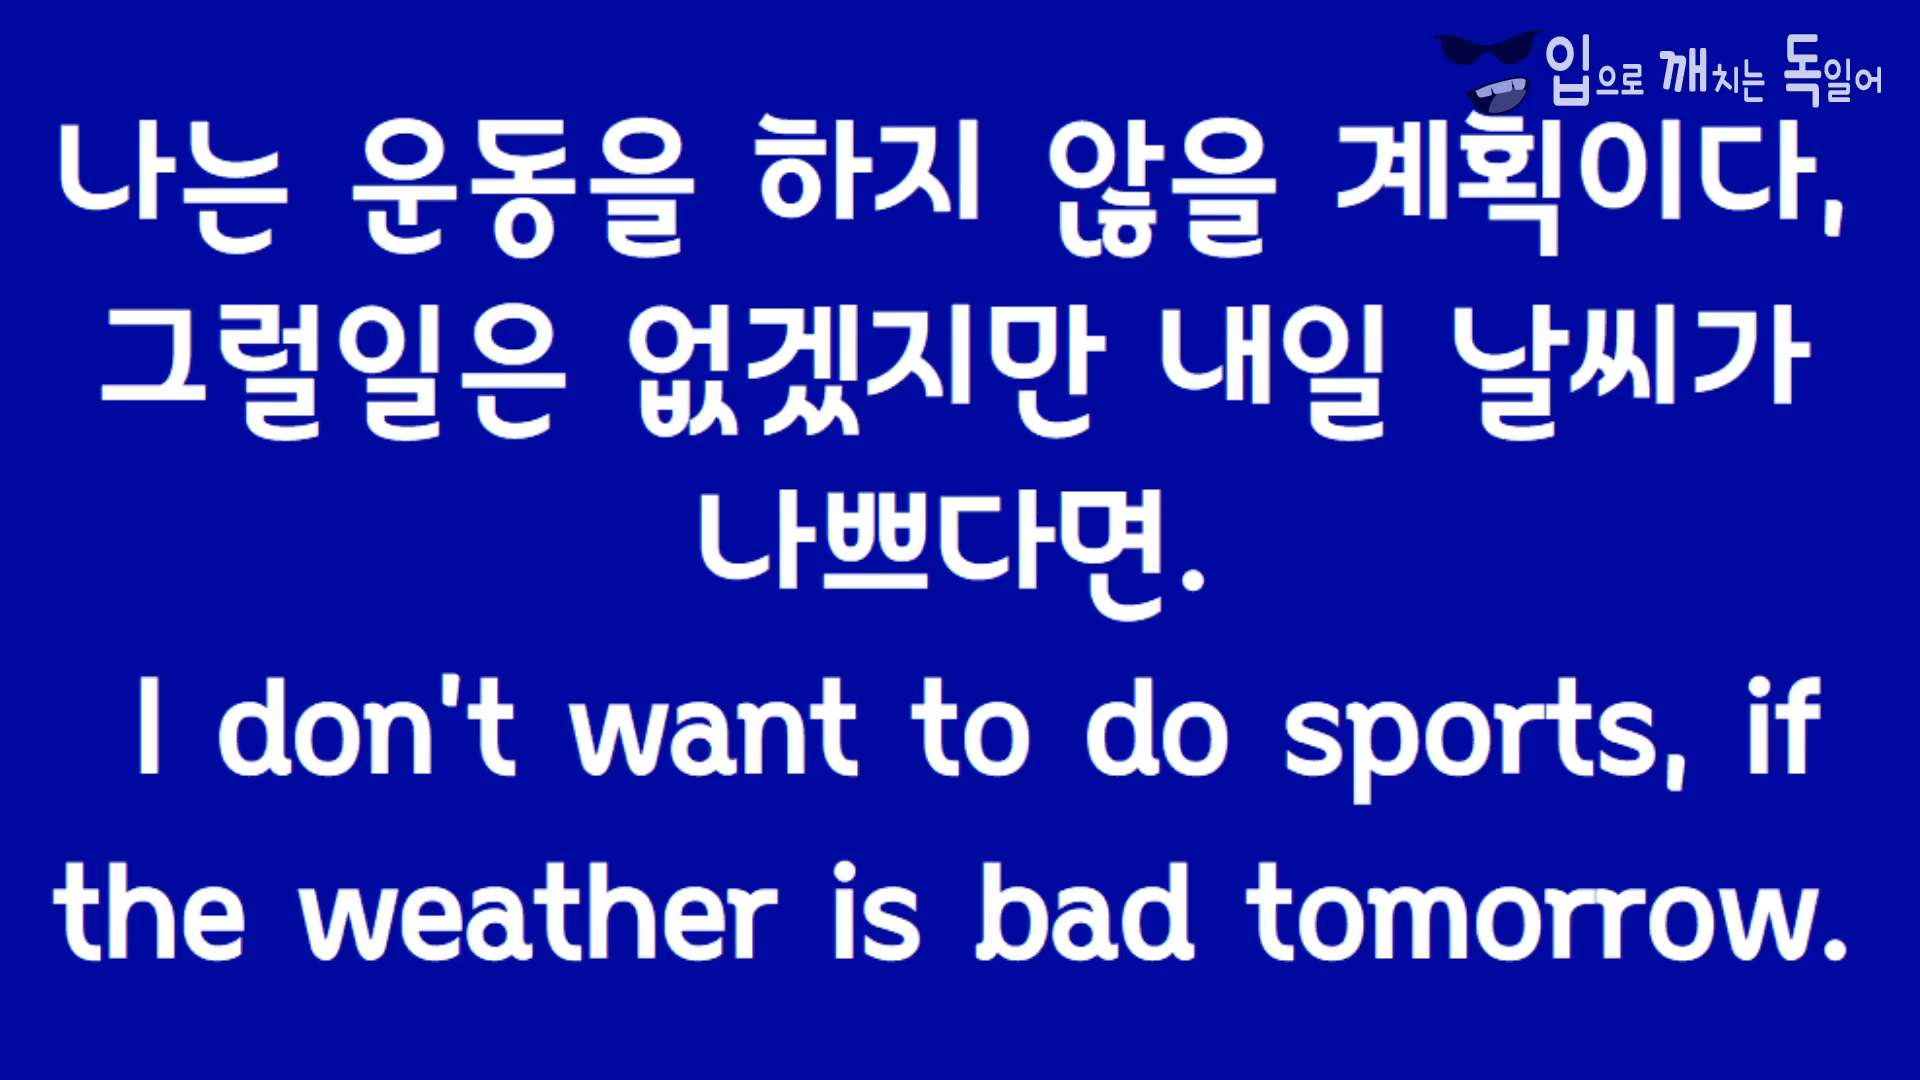 입으로 깨치는 독일어
나는 운동을 하지 않을 계획이다,
그럴일은 없겠지만 내일 날씨가
나쁘다면.
I don't want to do sports, if
the weather is bad tomorrow.